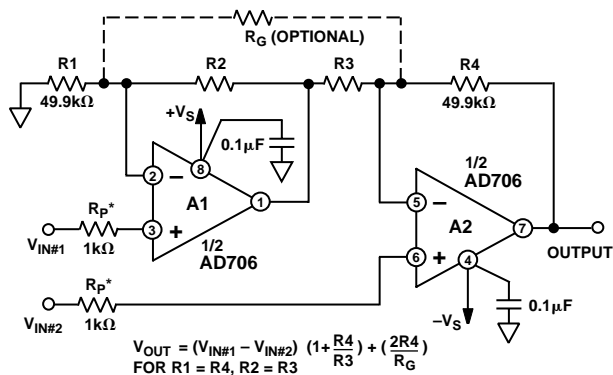 R_G (OPTIONAL)
R1
R2
R3
R4
49.9kΩ
49.9kΩ
+V_S
0.1µF
1/2
AD706
8
2
−
A1
1
5
−
A2
7
R_P*
3
+
1/2
AD706
6
+
4
OUTPUT
V_IN#1
1kΩ
R_P*
V_IN#2
1kΩ
−V_S
0.1µF
V_OUT = (V_IN#1 – V_IN#2) (1+ R4/R3) + (2R4/R_G)
FOR R1 = R4, R2 = R3